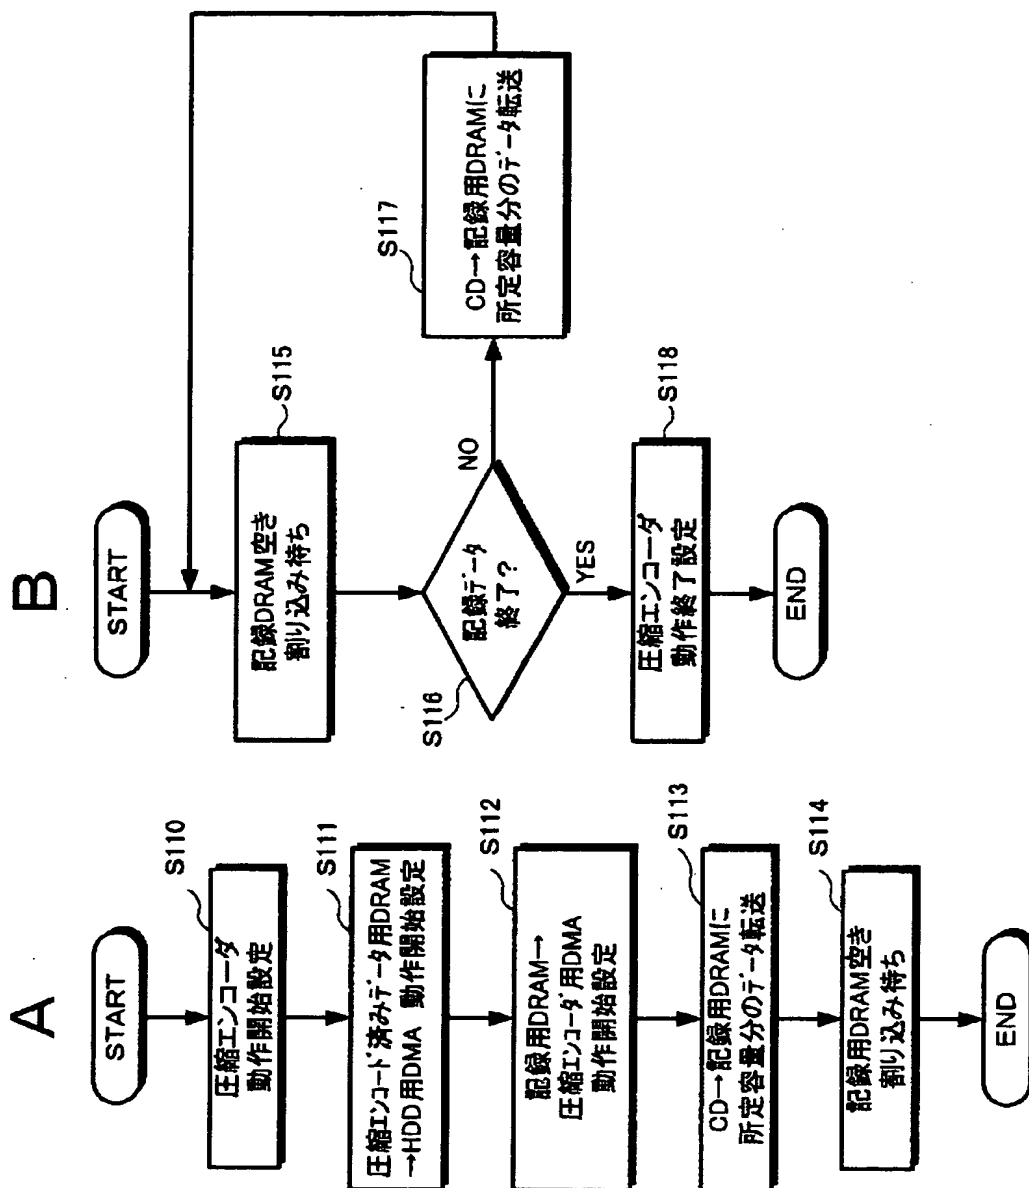 A
START
S110
圧縮エンコーダ
動作開始設定
S111
圧縮エンコード済みデータ用DRAM
→HDD用DMA 動作開始設定
S112
記録用DRAM→
圧縮エンコーダ用DMA
動作開始設定
S113
CD→記録用DRAMに
所定容量分のデータ転送
S114
記録用DRAM空き
割り込み待ち
END
B
START
S115
記録DRAM空き
割り込み待ち
S116
記録データ
終了?
NO
YES
S117
CD→記録用DRAMに
所定容量分のデータ転送
S118
圧縮エンコーダ
動作終了設定
END